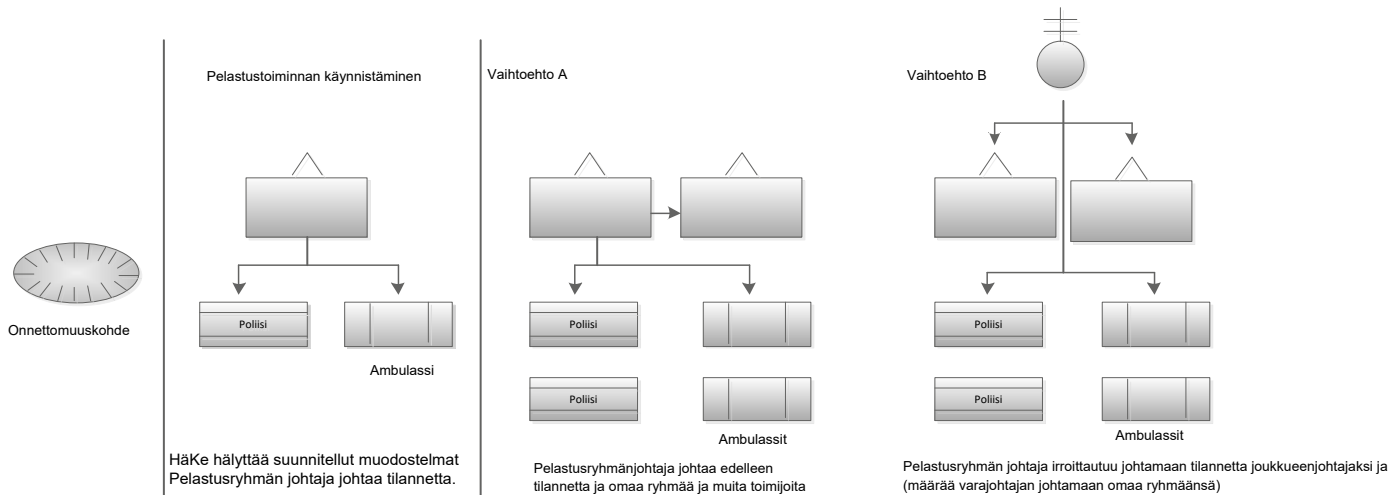 Pelastustoiminnan käynnistäminen
Vaihtoehto A
Vaihtoehto B
Onnettomuuskohde
Poliisi
Ambulassi
Poliisi
Poliisi
Ambulassit
Poliisi
Poliisi
Ambulassit
HäKe hälyttää suunnitellut muodostelmat
Pelastusryhmän johtaja johtaa tilannetta.
Pelastusryhmänjohtaja johtaa edelleen
tilannetta ja omaa ryhmää ja muita toimijoita
Pelastusryhmän johtaja irroittautuu johtamaan tilannetta joukkueenjohtajaksi ja
(määrää varajohtajan johtamaan omaa ryhmäänsä)